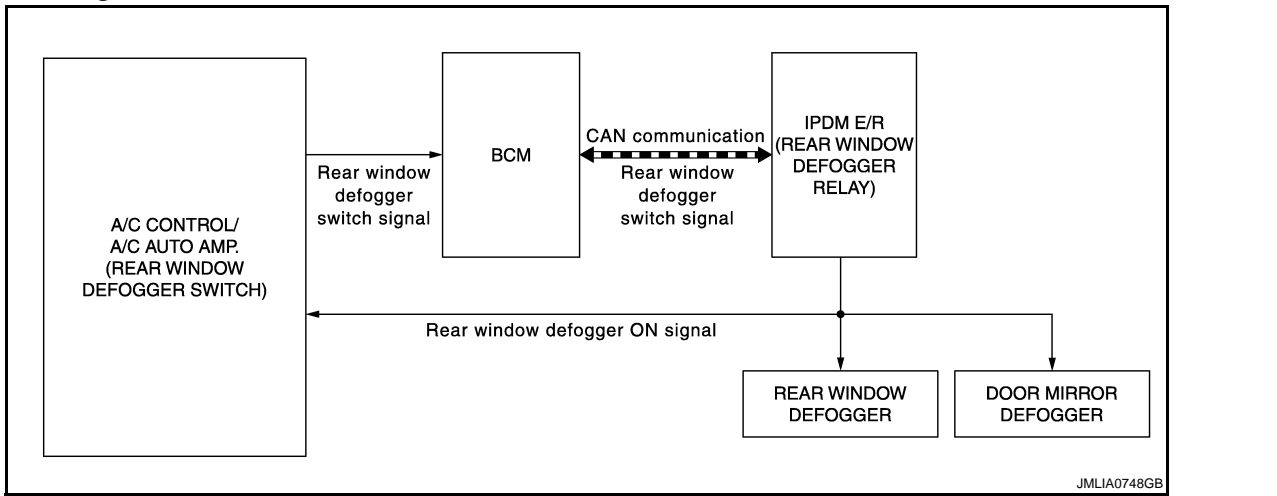 A/C CONTROL/
A/C AUTO AMP.
(REAR WINDOW
DEFOGGER SWITCH)
Rear window
defogger
switch signal
BCM
CAN communication
Rear window
defogger
switch signal
IPDM E/R
(REAR WINDOW
DEFOGGER
RELAY)
Rear window defogger ON signal
REAR WINDOW
DEFOGGER
DOOR MIRROR
DEFOGGER
JMLIA0748GB